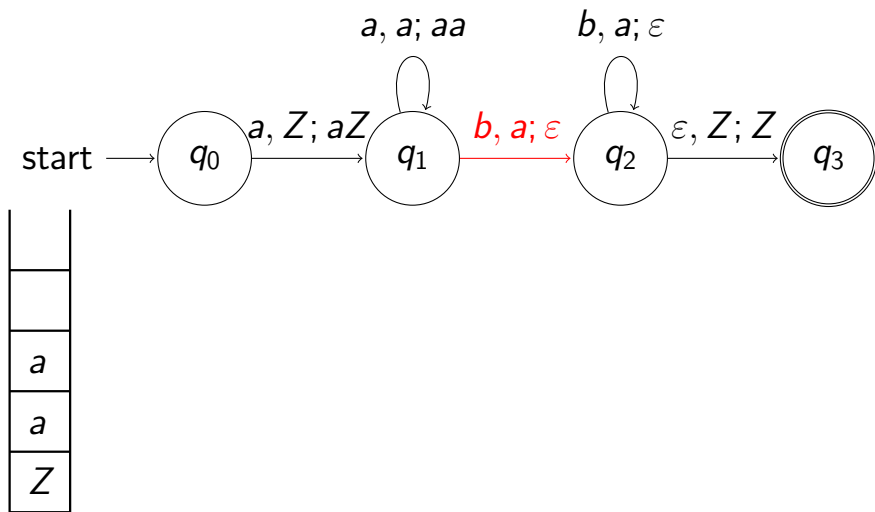 a, a; aa
b, a; ε
a, Z; aZ
b, a; ε
ε, Z; Z
start
q0
q1
q2
q3
a
a
Z